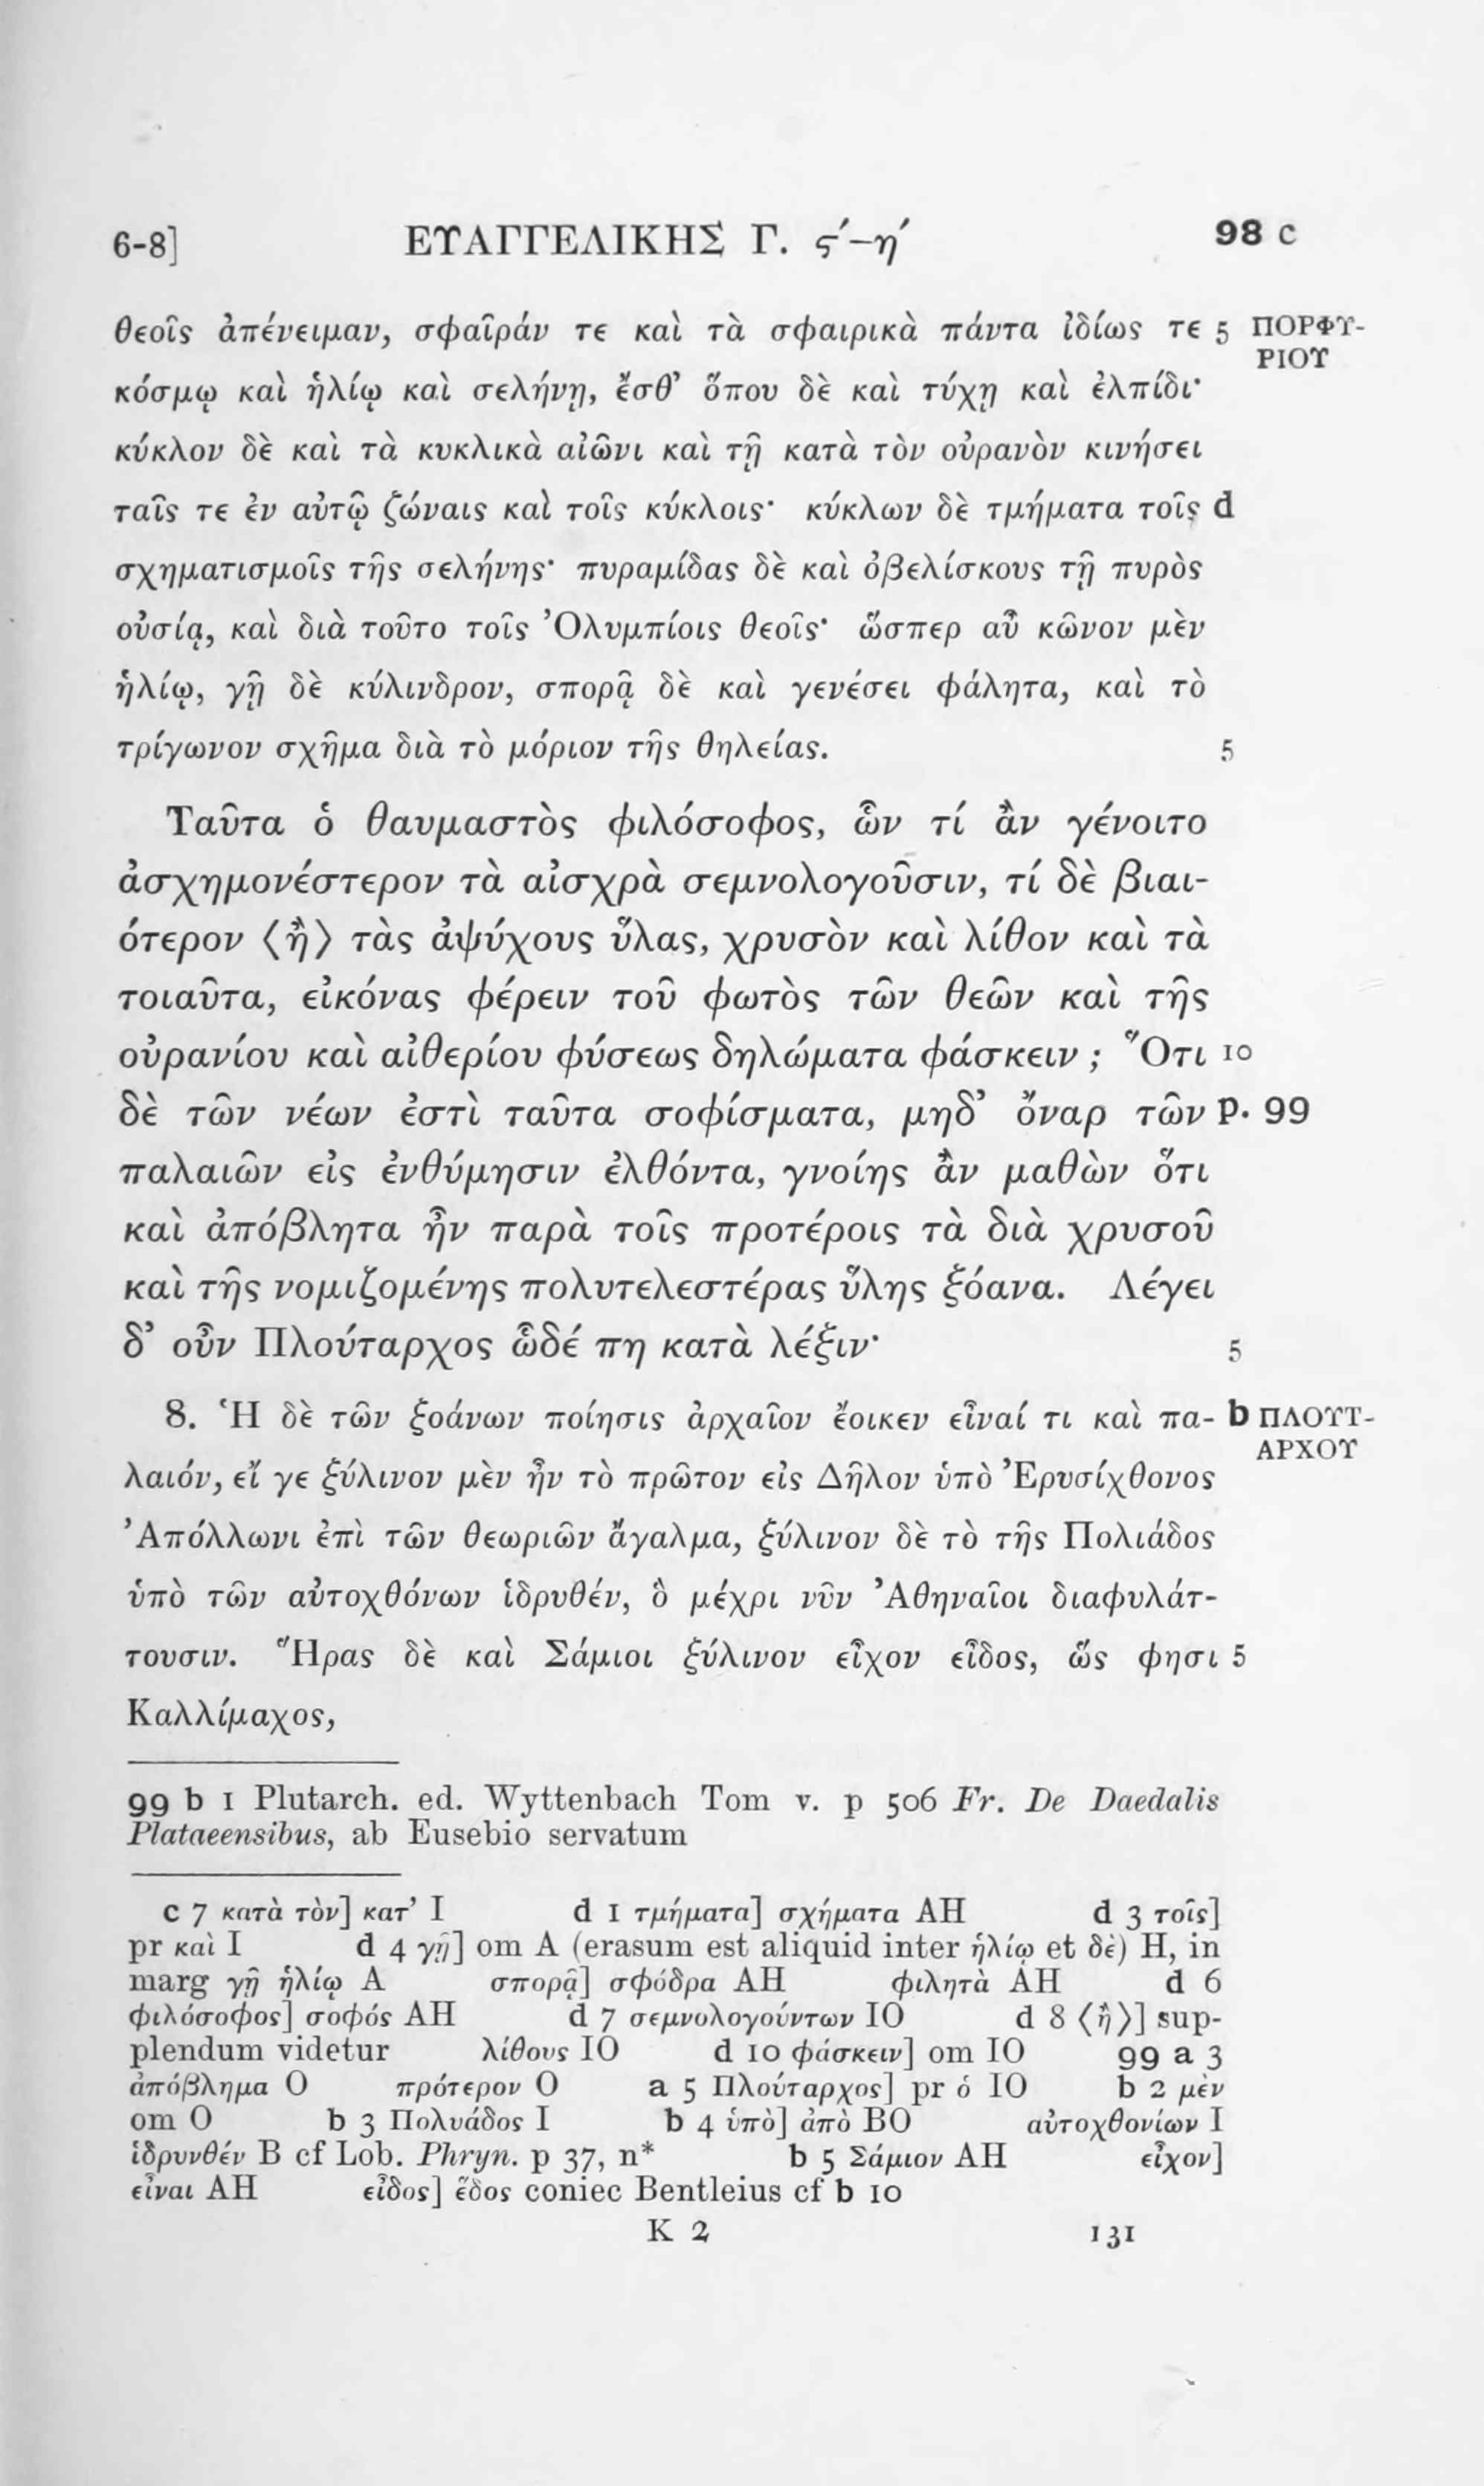 6-8] ΕΥΑΓΓΕΛΙΚΗΣ Γ. ϛ´–η´ 98 c
θεοῖς ἀπένειμαν, σφαῖράν τε καὶ τὰ σφαιρικὰ πάντα ἰδίως τε 5 ΠΟΡΦΥ-
ΡΙΟΥ
κόσμῳ καὶ ἡλίῳ καὶ σελήνῃ, ἔσθ’ ὅπου δὲ καὶ τύχῃ καὶ ἐλπίδι·
κύκλον δὲ καὶ τὰ κυκλικὰ αἰῶνι καὶ τῇ κατὰ τὸν οὐρανὸν κινήσει
ταῖς τε ἐν αὐτῷ ζώναις καὶ τοῖς κύκλοις· κύκλων δὲ τμήματα τοῖς d
σχηματισμοῖς τῆς σελήνης· πυραμίδας δὲ καὶ ὀβελίσκους τῇ πυρὸς
οὐσίᾳ, καὶ διὰ τοῦτο τοῖς Ὀλυμπίοις θεοῖς· ὥσπερ αὖ κῶνον μὲν
ἡλίῳ, γῇ δὲ κύλινδρον, σπορᾷ δὲ καὶ γενέσει φάλητα, καὶ τὸ
τρίγωνον σχῆμα διὰ τὸ μόριον τῆς θηλείας. 5
Ταῦτα ὁ θαυμαστὸς φιλόσοφος, ὧν τί ἂν γένοιτο
ἀσχημονέστερον τὰ αἰσχρὰ σεμνολογοῦσιν, τί δὲ βιαι-
ότερον ⟨ἢ⟩ τὰς ἀψύχους ὕλας, χρυσὸν καὶ λίθον καὶ τὰ
τοιαῦτα, εἰκόνας φέρειν τοῦ φωτὸς τῶν θεῶν καὶ τῆς
οὐρανίου καὶ αἰθερίου φύσεως δηλώματα φάσκειν ; Ὅτι 10
δὲ τῶν νέων ἐστὶ ταῦτα σοφίσματα, μηδ’ ὄναρ τῶν p. 99
παλαιῶν εἰς ἐνθύμησιν ἐλθόντα, γνοίης ἂν μαθὼν ὅτι
καὶ ἀπόβλητα ἦν παρὰ τοῖς προτέροις τὰ διὰ χρυσοῦ
καὶ τῆς νομιζομένης πολυτελεστέρας ὕλης ξόανα. Λέγει
δ’ οὖν Πλούταρχος ὧδέ πη κατὰ λέξιν· 5
8. Ἡ δὲ τῶν ξοάνων ποίησις ἀρχαῖον ἔοικεν εἶναί τι καὶ πα- b ΠΛΟΥΤ-
ΑΡΧΟΥ
λαιόν, εἴ γε ξύλινον μὲν ἦν τὸ πρῶτον εἰς Δῆλον ὑπὸ Ἐρυσίχθονος
Ἀπόλλωνι ἐπὶ τῶν θεωριῶν ἄγαλμα, ξύλινον δὲ τὸ τῆς Πολιάδος
ὑπὸ τῶν αὐτοχθόνων ἱδρυθέν, ὃ μέχρι νῦν Ἀθηναῖοι διαφυλάτ-
τουσιν. Ἥρας δὲ καὶ Σάμιοι ξύλινον εἶχον εἶδος, ὥς φησι 5
Καλλίμαχος,
99 b 1 Plutarch. ed. Wyttenbach Tom v. p 506 Fr. De Daedalis
Plataeensibus, ab Eusebio servatum
c 7 κατὰ τὸν] κατ’ I d 1 τμήματα] σχήματα AH d 3 τοῖς]
pr καὶ I d 4 γῇ] om A (erasum est aliquid inter ἡλίῳ et δὲ) H, in
marg γῇ ἡλίῳ A σπορᾷ] σφόδρα AH φιλητὰ AH d 6
φιλόσοφος] σοφός AH d 7 σεμνολογούντων IO d 8 ⟨ἢ⟩] sup-
plendum videtur λίθους IO d 10 φάσκειν] om IO 99 a 3
ἀπόβλημα O πρότερον O a 5 Πλούταρχος] pr ὁ IO b 2 μὲν
om O b 3 Πολυάδος I b 4 ὑπὸ] ἀπὸ BO αὐτοχθονίων I
ἱδρυνθέν B cf Lob. Phryn. p 37, n* b 5 Σάμιον AH εἶχον]
εἶναι AH εἶδος] ἕδος coniec Bentleius cf b 10
K 2 131